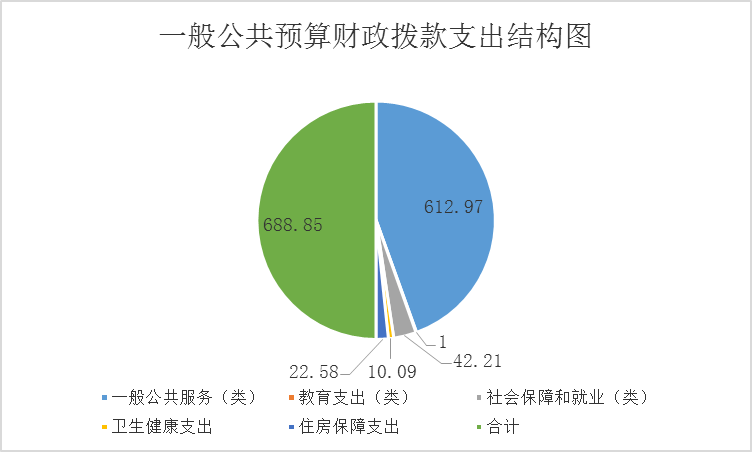 一般公共预算财政拨款支出结构图
612.97
688.85
1
42.21
22.58
10.09
一般公共服务（类）
教育支出（类）
社会保障和就业（类）
卫生健康支出
住房保障支出
合计